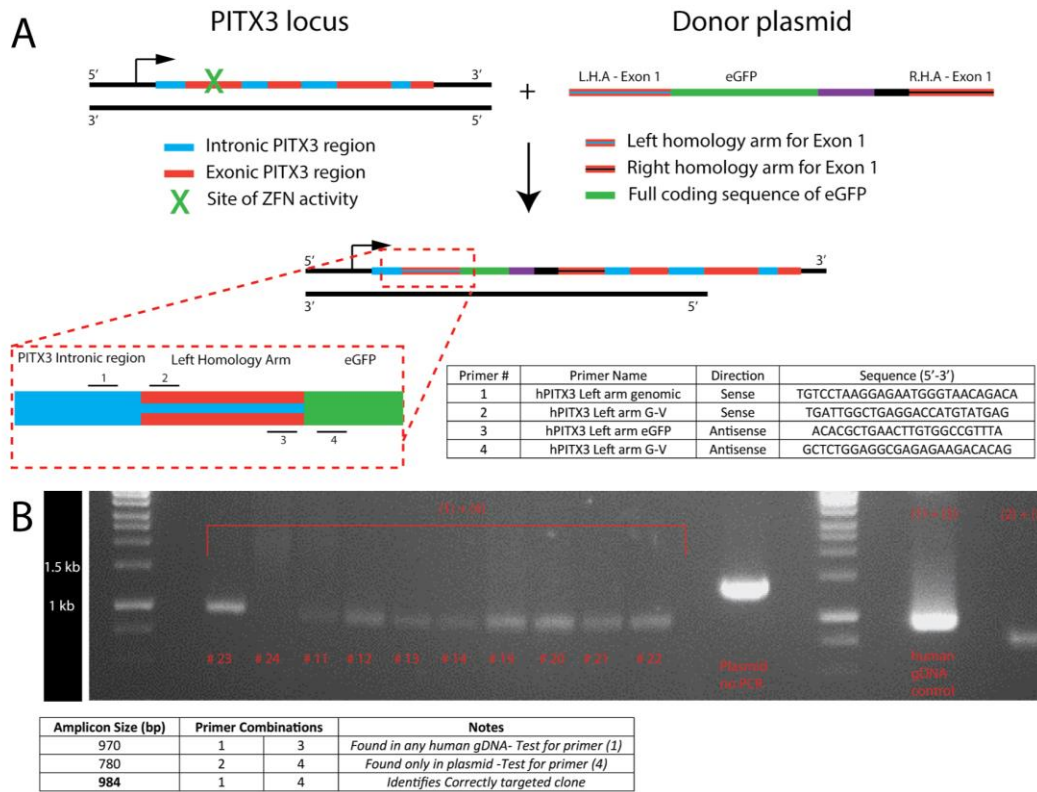 A
PITX3 locus
Donor plasmid
5' 3'
3' 5'
X
+
L.H.A - Exon 1 eGFP R.H.A - Exon 1
Intronic PITX3 region
Exonic PITX3 region
X Site of ZFN activity
Left homology arm for Exon 1
Right homology arm for Exon 1
Full coding sequence of eGFP
5' 3'
3' 5'
PITX3 Intronic region Left Homology Arm eGFP
1 2
3 4
Primer # Primer Name Direction Sequence (5'-3')
1 hPITX3 Left arm genomic Sense TGTCCTAAGGAGAATGGGTAACAGACA
2 hPITX3 Left arm G-V Sense TGATTGGCTGAGGACCATGTATGAG
3 hPITX3 Left arm eGFP Antisense ACACGCTGAACTTGTGGCCGTTTA
4 hPITX3 Left arm G-V Antisense GCTCTGGAGGCGAGAGAAGACACAG
B
1.5 kb
1 kb
# 23 # 24 # 11 # 12 # 13 # 14 # 19 # 20 # 21 # 22
Plasmid
no PCR
human
gDNA
control
Amplicon Size (bp) Primer Combinations Notes
970 1 3 Found in any human gDNA- Test for primer (1)
780 2 4 Found only in plasmid -Test for primer (4)
984 1 4 Identifies Correctly targeted clone